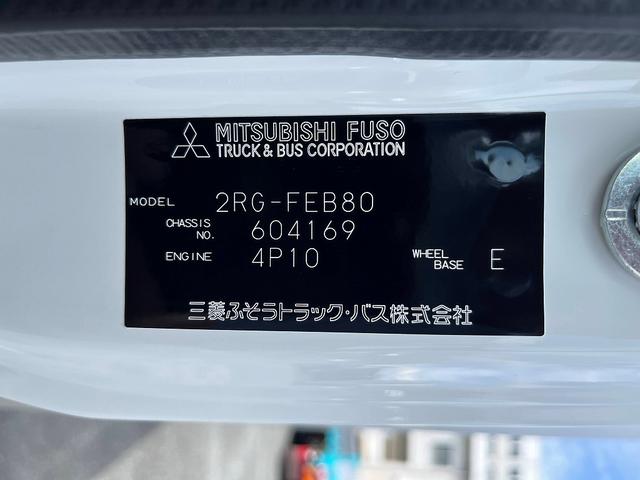 MITSUBISHI FUSO
TRUCK & BUS CORPORATION
MODEL 2RG-FEB80
CHASSIS NO. 604169
ENGINE 4P10 WHEEL BASE E
三菱ふそうトラック・バス株式会社